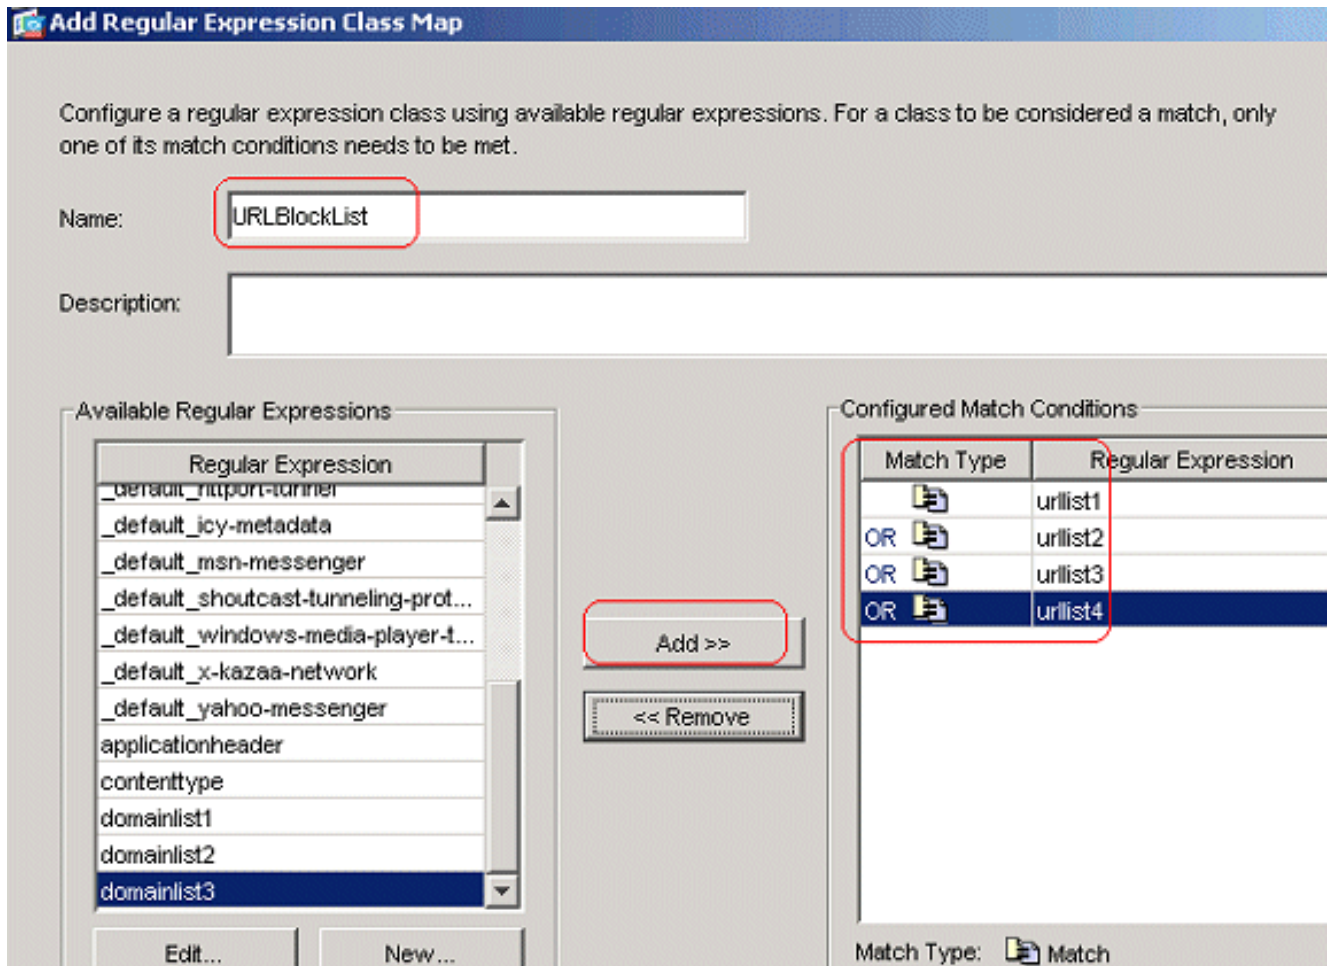 Add Regular Expression Class Map
Configure a regular expression class using available regular expressions. For a class to be considered a match, only
one of its match conditions needs to be met.
Name: URLBlockList
Description:
Available Regular Expressions
Regular Expression
_default_httport-tunnel
_default_icy-metadata
_default_msn-messenger
_default_shoutcast-tunneling-prot...
_default_windows-media-player-t...
_default_x-kazaa-network
_default_yahoo-messenger
applicationheader
contenttype
domainlist1
domainlist2
domainlist3
Edit...
New...
Add >>
<< Remove
Configured Match Conditions
Match Type Regular Expression
urllist1
OR urllist2
OR urllist3
OR urllist4
Match Type: Match